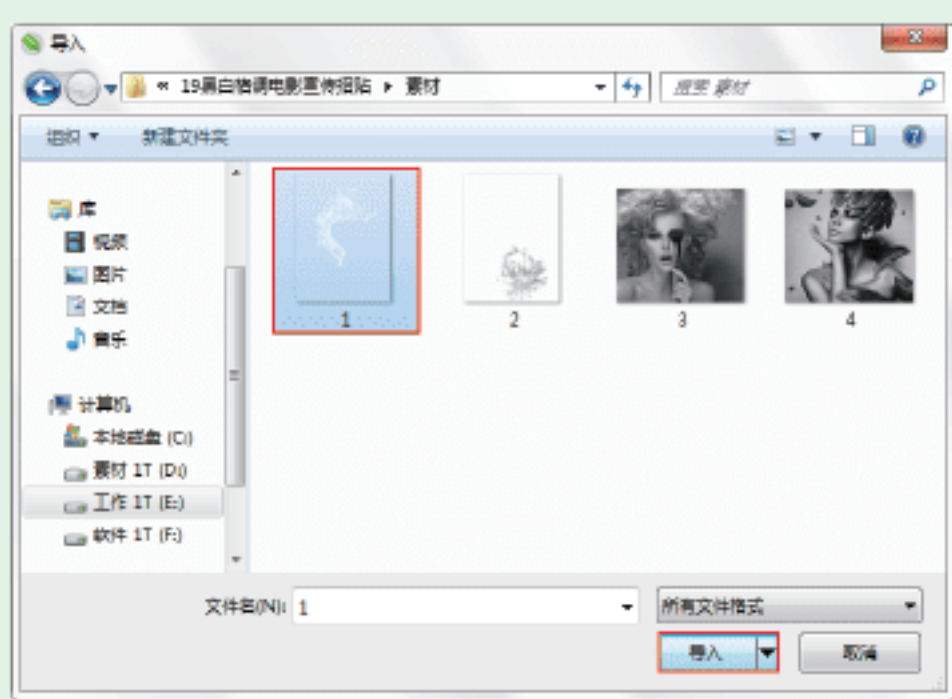 导入
« 19黑白格调电影宣传招贴 ▸ 素材
搜索 素材
组织
新建文件夹
库
视频
图片
文档
音乐
计算机
本地磁盘 (C:)
素材 1T (D:)
工作 1T (E:)
软件 1T (F:)
1
2
3
4
文件名(N): 1
所有文件格式
导入
取消